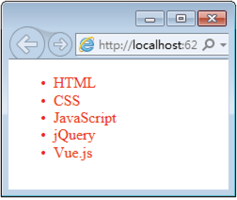 http://localhost:62
• HTML
• CSS
• JavaScript
• jQuery
• Vue.js